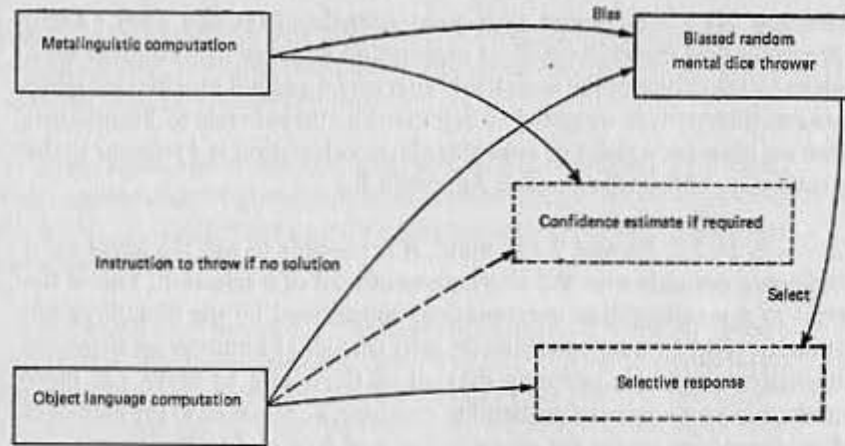 Bias
Metalinguistic computation
Biassed random
mental dice thrower
Confidence estimate if required
Instruction to throw if no solution
Select
Object language computation
Selective response